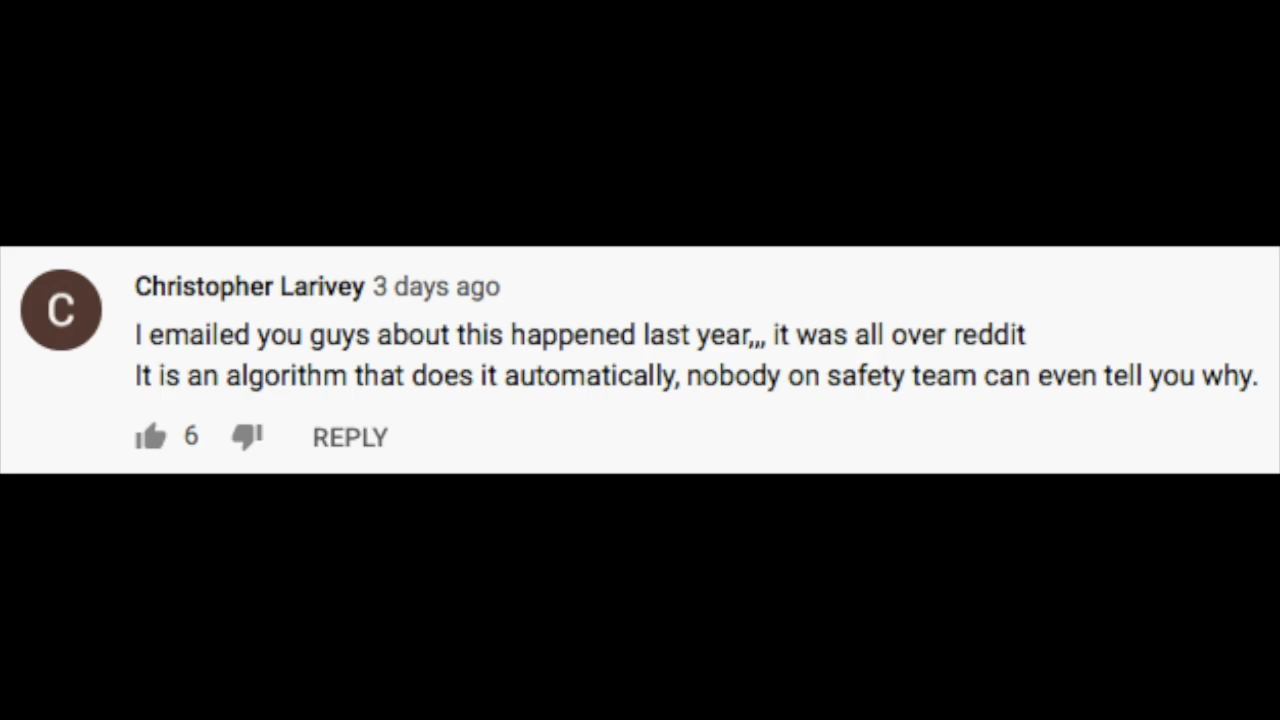 C
Christopher Larivey 3 days ago
I emailed you guys about this happened last year,,, it was all over reddit
It is an algorithm that does it automatically, nobody on safety team can even tell you why.
6 REPLY